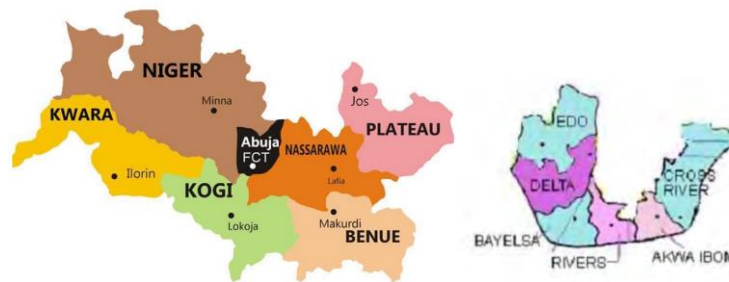 NIGER
Minna
KWARA
Ilorin
Abuja
FCT
NASSARAWA
Lafia
Jos
PLATEAU
KOGI
Lokoja
Makurdi
BENUE
EDO
DELTA
CROSS
RIVER
BAYELSA
RIVERS
AKWA IBOM